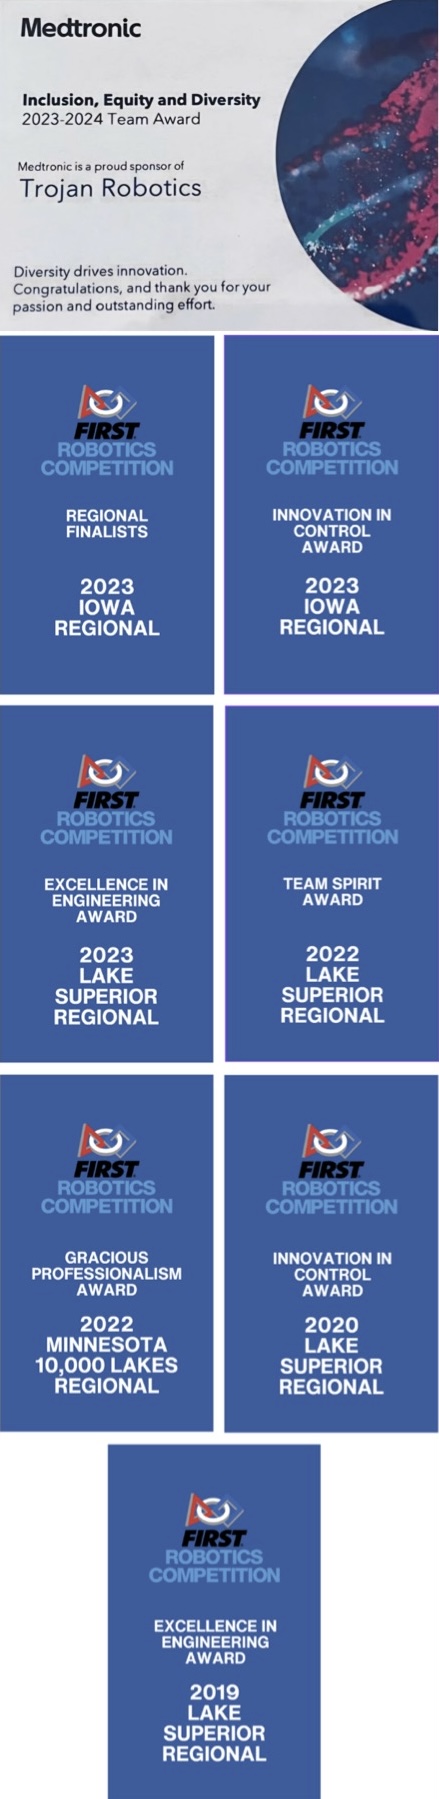 Medtronic
Inclusion, Equity and Diversity
2023-2024 Team Award
Medtronic is a proud sponsor of
Trojan Robotics
Diversity drives innovation.
Congratulations, and thank you for your
passion and outstanding effort.
FIRST
ROBOTICS
COMPETITION
REGIONAL
FINALISTS
2023
IOWA
REGIONAL
FIRST
ROBOTICS
COMPETITION
INNOVATION IN
CONTROL
AWARD
2023
IOWA
REGIONAL
FIRST
ROBOTICS
COMPETITION
EXCELLENCE IN
ENGINEERING
AWARD
2023
LAKE
SUPERIOR
REGIONAL
FIRST
ROBOTICS
COMPETITION
TEAM SPIRIT
AWARD
2022
LAKE
SUPERIOR
REGIONAL
FIRST
ROBOTICS
COMPETITION
GRACIOUS
PROFESSIONALISM
AWARD
2022
MINNESOTA
10,000 LAKES
REGIONAL
FIRST
ROBOTICS
COMPETITION
INNOVATION IN
CONTROL
AWARD
2020
LAKE
SUPERIOR
REGIONAL
FIRST
ROBOTICS
COMPETITION
EXCELLENCE IN
ENGINEERING
AWARD
2019
LAKE
SUPERIOR
REGIONAL